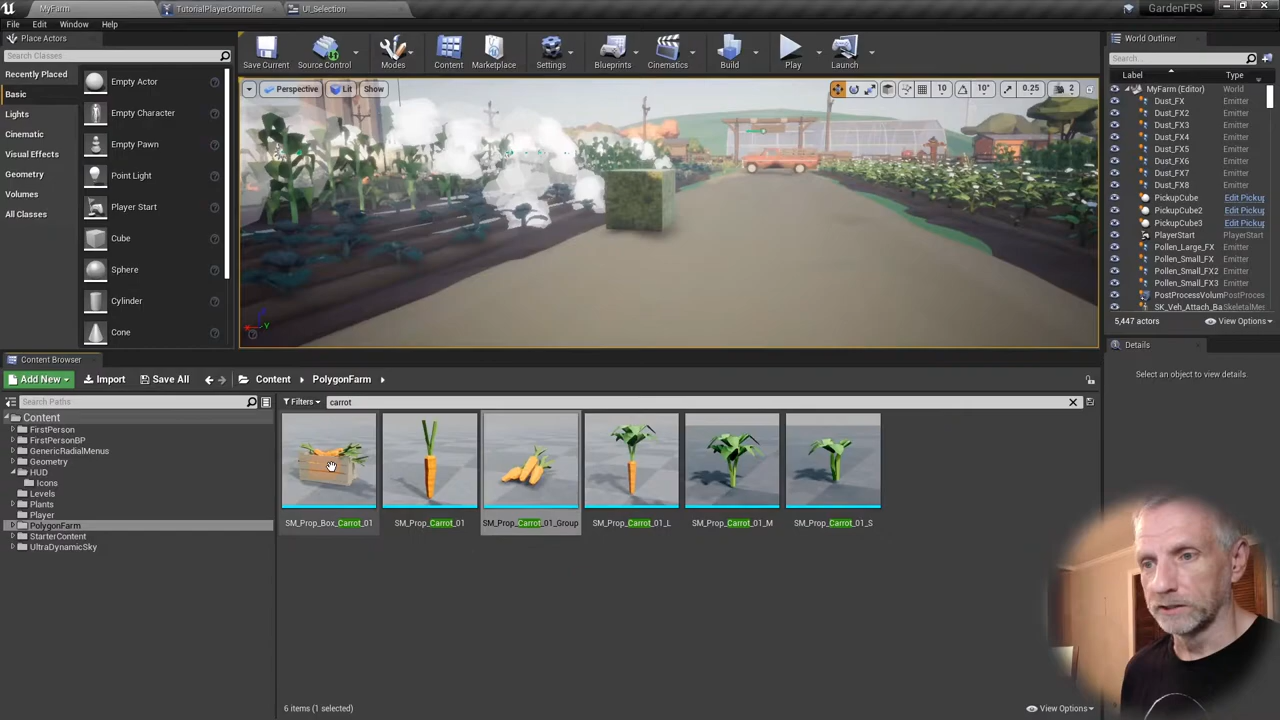 MyFarm
TutorialPlayerController
UI_Selection
GardenFPS
File
Edit
Window
Help
Place Actors
Search Classes
Recently Placed
Basic
Lights
Cinematic
Visual Effects
Geometry
Volumes
All Classes
Empty Actor
Empty Character
Empty Pawn
Point Light
Player Start
Cube
Sphere
Cylinder
Cone
Save Current
Source Control
Modes
Content
Marketplace
Settings
Blueprints
Cinematics
Build
Play
Launch
Perspective
Lit
Show
10
10°
0.25
2
World Outliner
Search...
Label
Type
MyFarm (Editor) World
Dust_FX Emitter
Dust_FX2 Emitter
Dust_FX3 Emitter
Dust_FX4 Emitter
Dust_FX5 Emitter
Dust_FX6 Emitter
Dust_FX7 Emitter
Dust_FX8 Emitter
PickupCube Edit Pickup
PickupCube2 Edit Pickup
PickupCube3 Edit Pickup
PlayerStart PlayerStart
Pollen_Large_FX Emitter
Pollen_Small_FX Emitter
Pollen_Small_FX2 Emitter
Pollen_Small_FX3 Emitter
PostProcessVolum PostProces
SK_Veh_Attach_Ba SkeletalMes
5,447 actors
View Options
Details
Select an object to view details.
Content Browser
Add New
Import
Save All
Content
PolygonFarm
Search Paths
Filters
carrot
Content
FirstPerson
FirstPersonBP
GenericRadialMenus
Geometry
HUD
Icons
Levels
Plants
Player
PolygonFarm
StarterContent
UltraDynamicSky
SM_Prop_Box_Carrot_01
SM_Prop_Carrot_01
SM_Prop_Carrot_01_Group
SM_Prop_Carrot_01_L
SM_Prop_Carrot_01_M
SM_Prop_Carrot_01_S
6 items (1 selected)
View Options